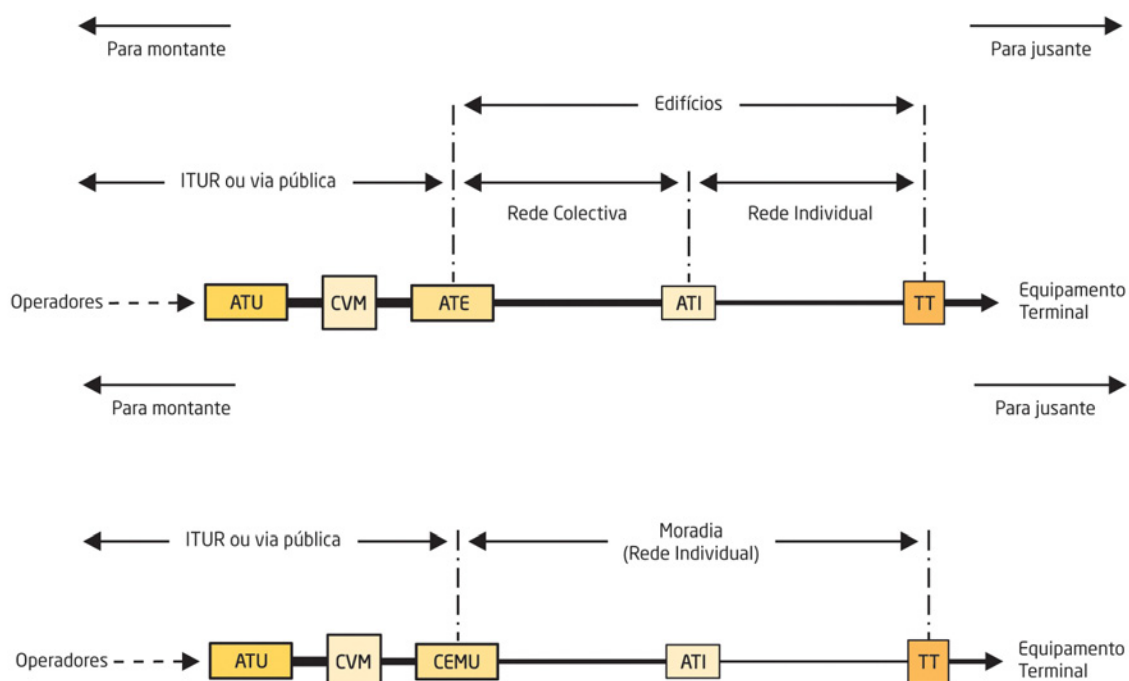 Para montante
Para jusante
Edifícios
ITUR ou via pública
Rede Colectiva
Rede Individual
Operadores
ATU
CVM
ATE
ATI
TT
Equipamento
Terminal
Para montante
Para jusante
ITUR ou via pública
Moradia
(Rede Individual)
Operadores
ATU
CVM
CEMU
ATI
TT
Equipamento
Terminal